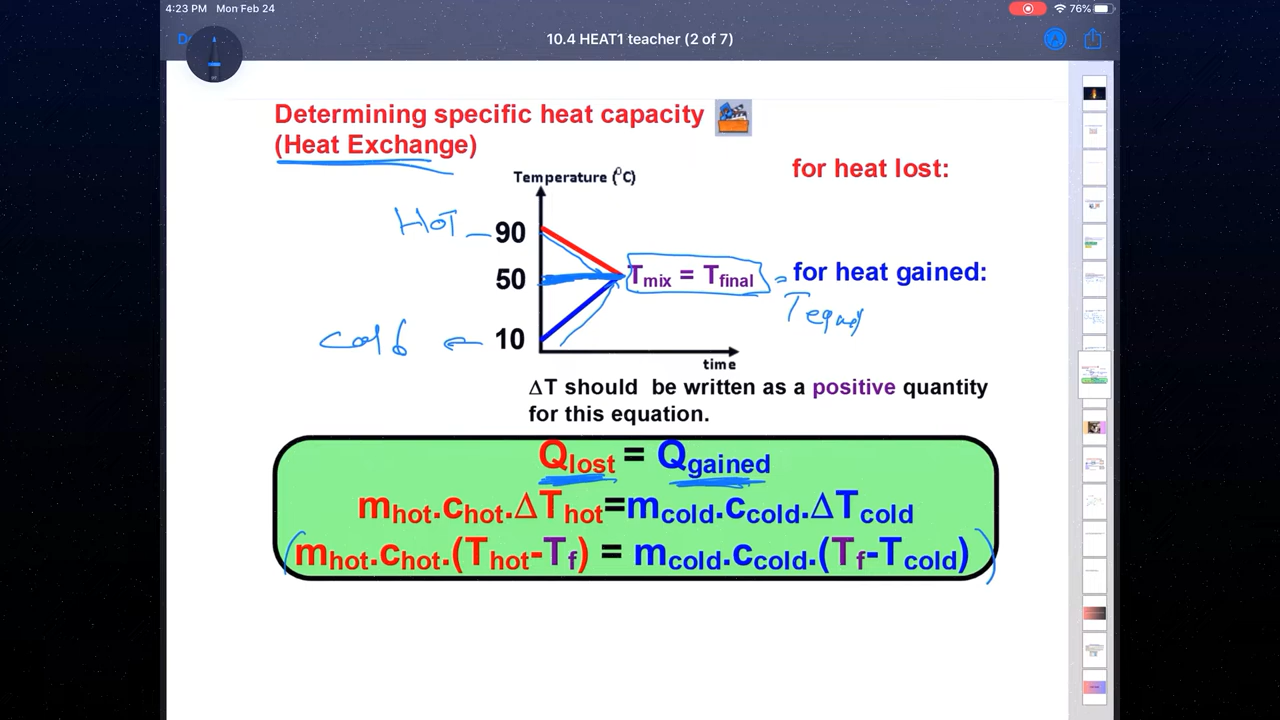 4:23 PM Mon Feb 24
76%
10.4 HEAT1 teacher (2 of 7)
Determining specific heat capacity
(Heat Exchange)
for heat lost:
Temperature (°C)
HOT
90
50
Tmix = Tfinal =
for heat gained:
10
time
ΔT should be written as a positive quantity
for this equation.
Qlost = Qgained
mhot.chot.ΔThot=mcold.ccold.ΔTcold
(mhot.chot.(Thot-Tf) = mcold.ccold.(Tf-Tcold))